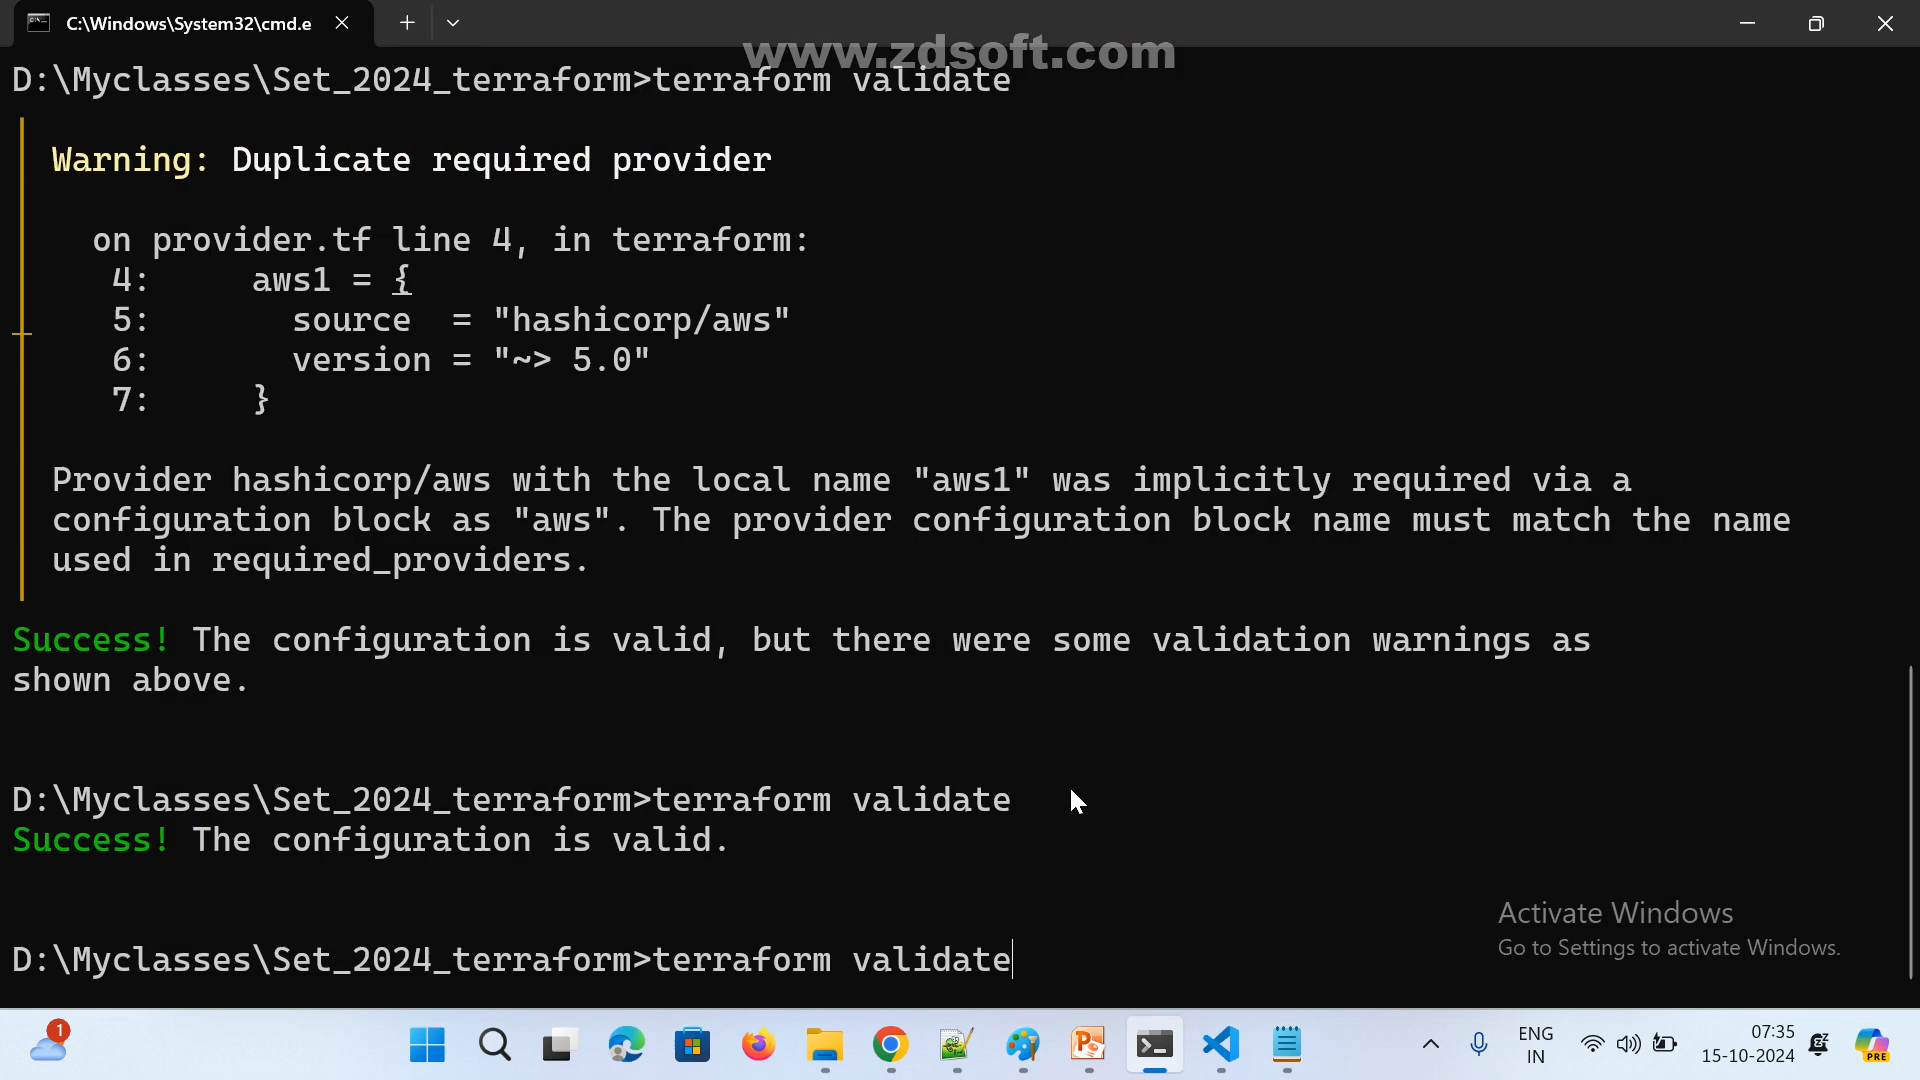 C:\Windows\System32\cmd.e
www.zdsoft.com
D:\Myclasses\Set_2024_terraform>terraform validate
Warning: Duplicate required provider
on provider.tf line 4, in terraform:
4: aws1 = {
5: source = "hashicorp/aws"
6: version = "~> 5.0"
7: }
Provider hashicorp/aws with the local name "aws1" was implicitly required via a
configuration block as "aws". The provider configuration block name must match the name
used in required_providers.
Success! The configuration is valid, but there were some validation warnings as
shown above.
D:\Myclasses\Set_2024_terraform>terraform validate
Success! The configuration is valid.
D:\Myclasses\Set_2024_terraform>terraform validate
Activate Windows
Go to Settings to activate Windows.
1
ENG
IN
07:35
15-10-2024
PRE